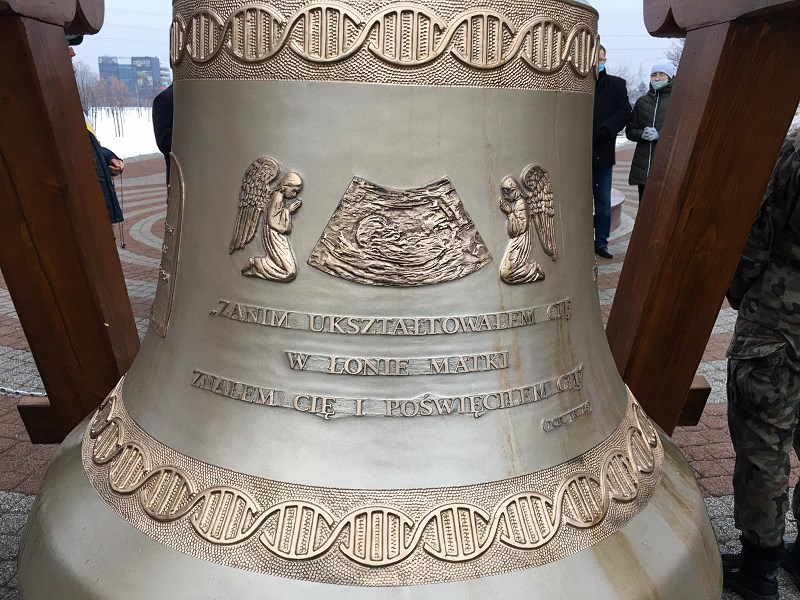 „ZANIM UKSZTAŁTOWAŁEM CIĘ
W ŁONIE MATKI
ZNAŁEM CIĘ I POŚWIĘCIŁEM CIĘ”